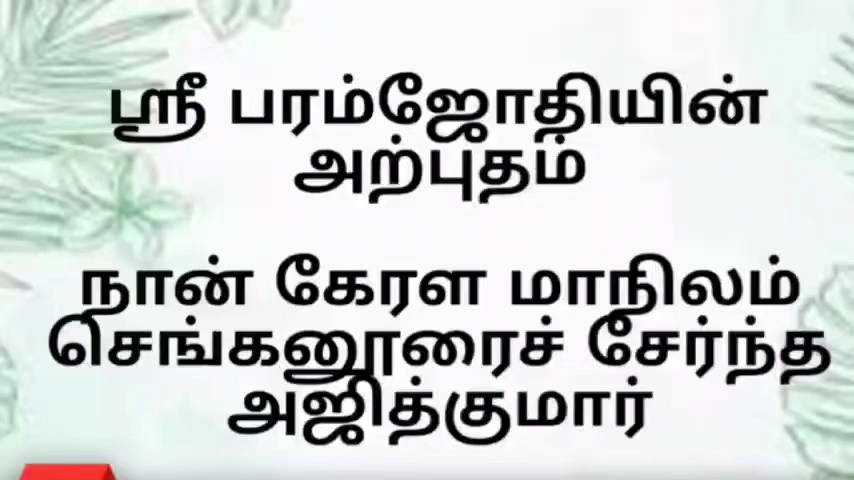 ஸ்ரீ பரம்ஜோதியின்
அற்புதம்
நான் கேரள மாநிலம்
செங்கனூரைச் சேர்ந்த
அஜித்குமார்